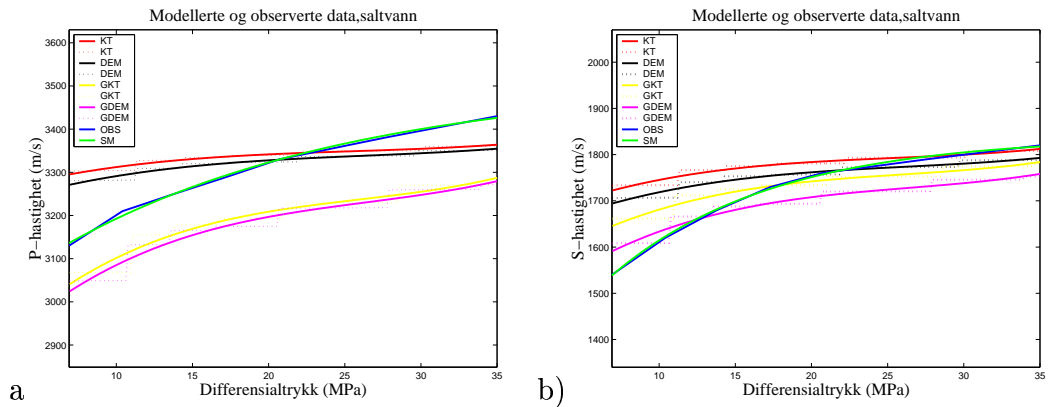 Modellerte og observerte data,saltvann
3600
3500
3400
3300
3200
3100
3000
2900
P−hastighet (m/s)
KT
KT
DEM
DEM
GKT
GKT
GDEM
GDEM
OBS
SM
10
15
20
25
30
35
Differensialtrykk (MPa)
a
Modellerte og observerte data,saltvann
2000
1900
1800
1700
1600
1500
1400
S−hastighet (m/s)
KT
KT
DEM
DEM
GKT
GKT
GDEM
GDEM
OBS
SM
10
15
20
25
30
35
Differensialtrykk (MPa)
b)